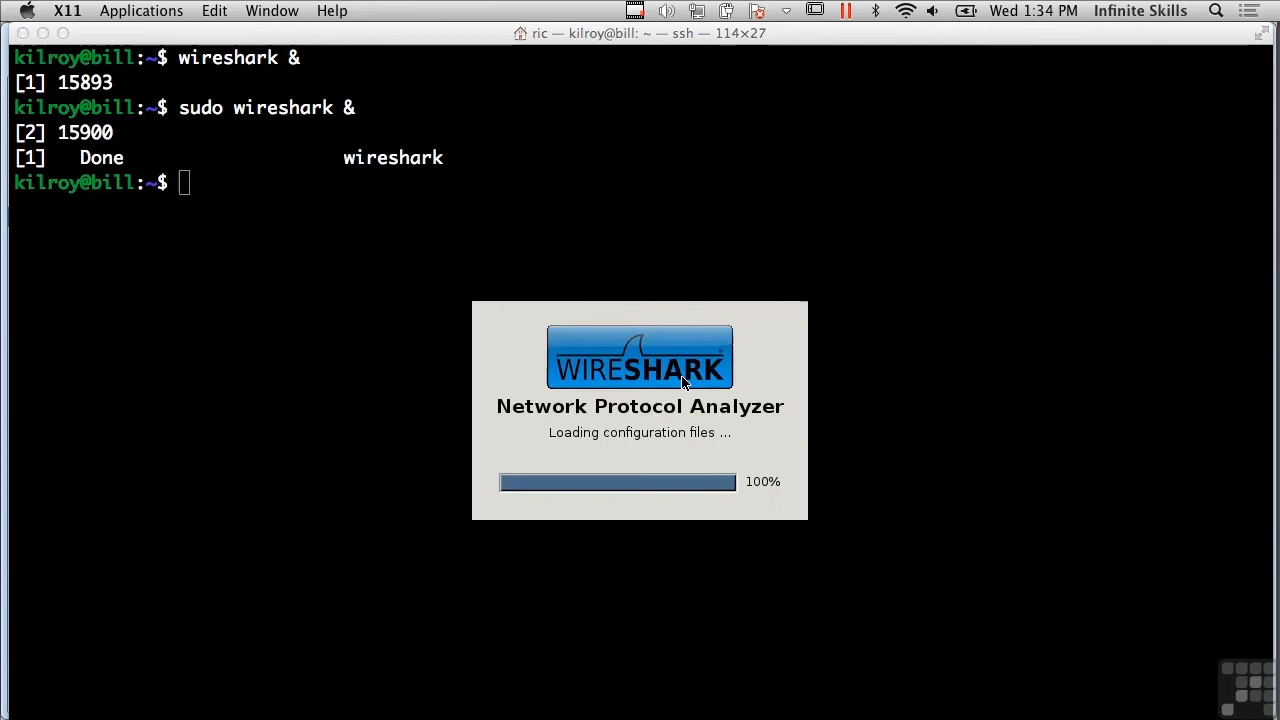 X11 Applications Edit Window Help Wed 1:34 PM Infinite Skills
ric — kilroy@bill: ~ — ssh — 114×27
kilroy@bill:~$ wireshark &
[1] 15893
kilroy@bill:~$ sudo wireshark &
[2] 15900
[1] Done wireshark
kilroy@bill:~$
WIRESHARK
Network Protocol Analyzer
Loading configuration files ...
100%